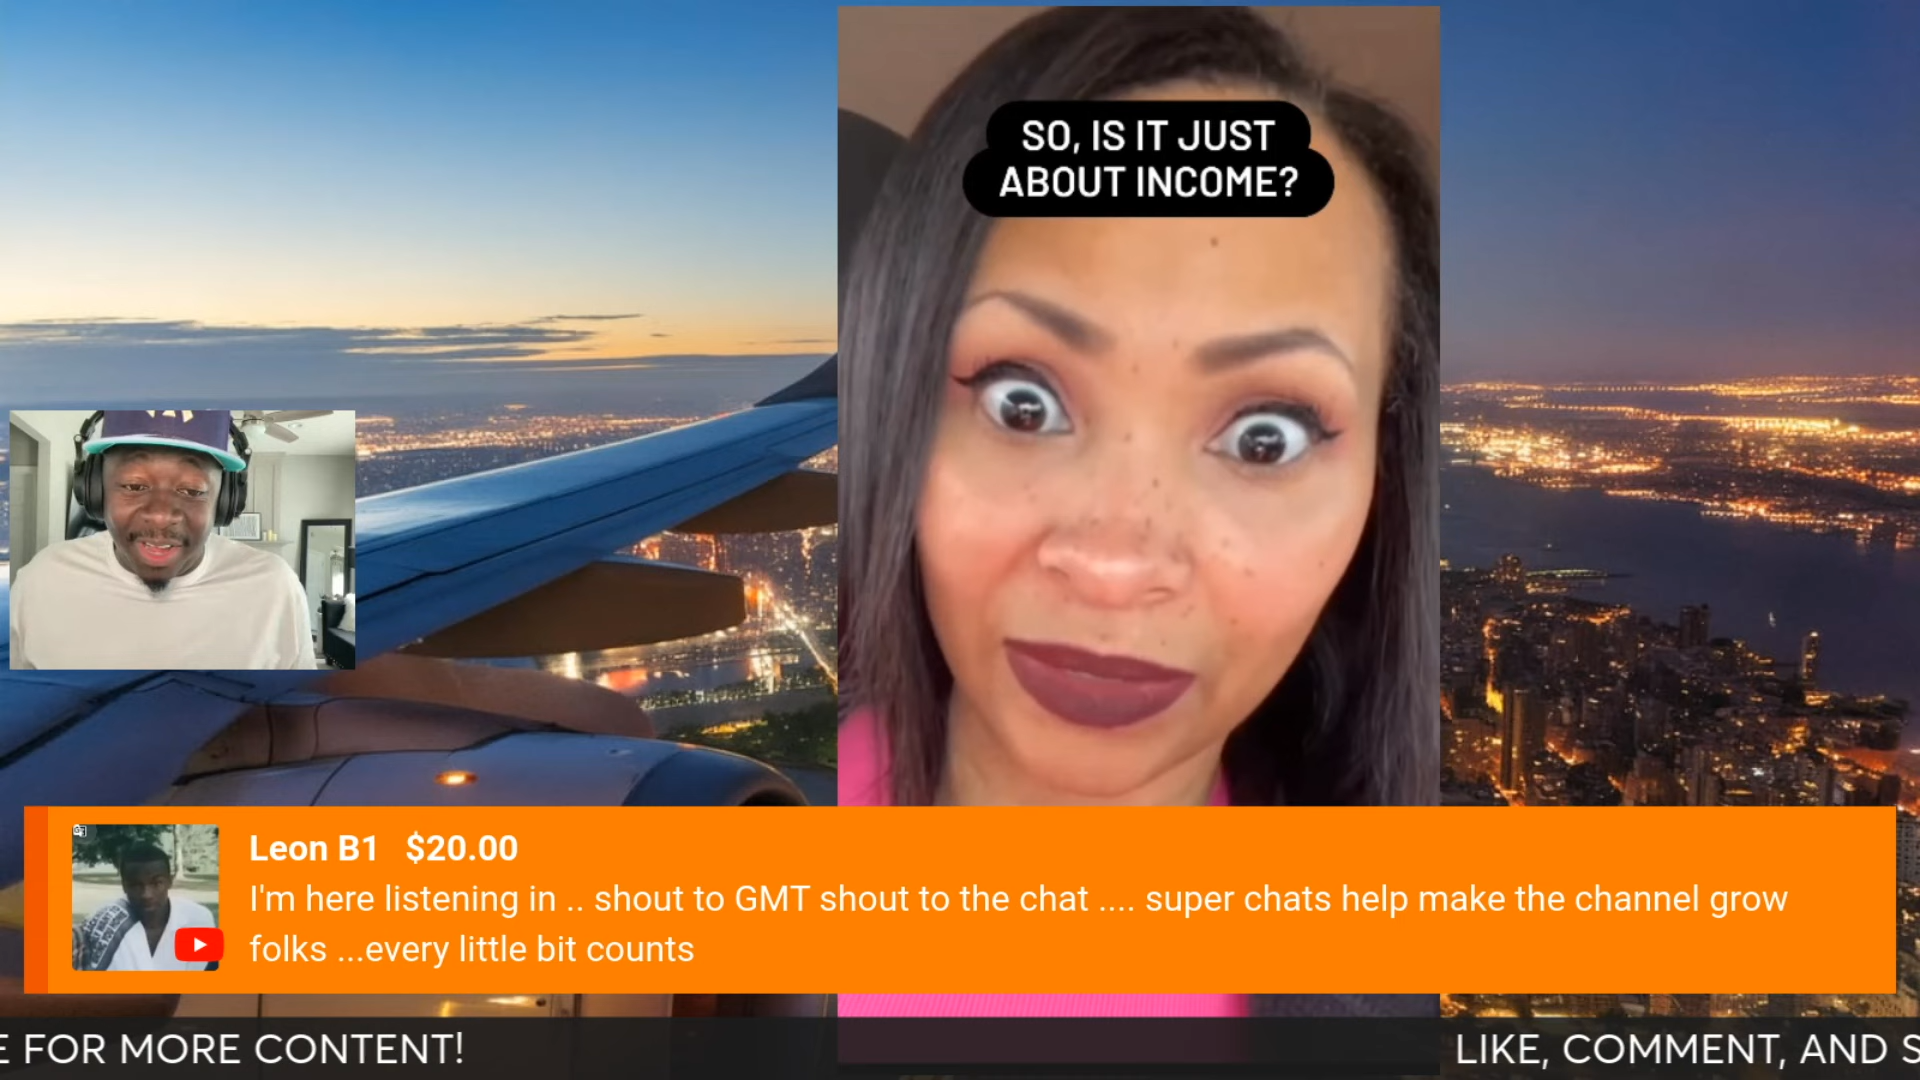 SO, IS IT JUST
ABOUT INCOME?
Leon B1 $20.00
I'm here listening in .. shout to GMT shout to the chat .... super chats help make the channel grow
folks ...every little bit counts
E FOR MORE CONTENT!
LIKE, COMMENT, AND S